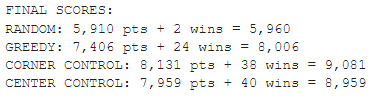 FINAL SCORES:
RANDOM: 5,910 pts + 2 wins = 5,960
GREEDY: 7,406 pts + 24 wins = 8,006
CORNER CONTROL: 8,131 pts + 38 wins = 9,081
CENTER CONTROL: 7,959 pts + 40 wins = 8,959